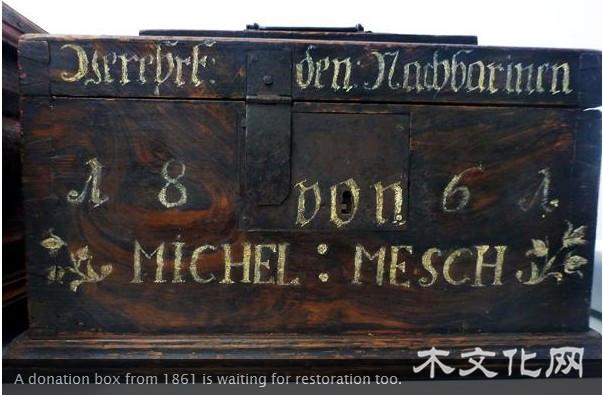 Verehrt: den: Nachbarinen
1 8 von 6 1
MICHEL : MESCH
木文化网
A donation box from 1861 is waiting for restoration too.